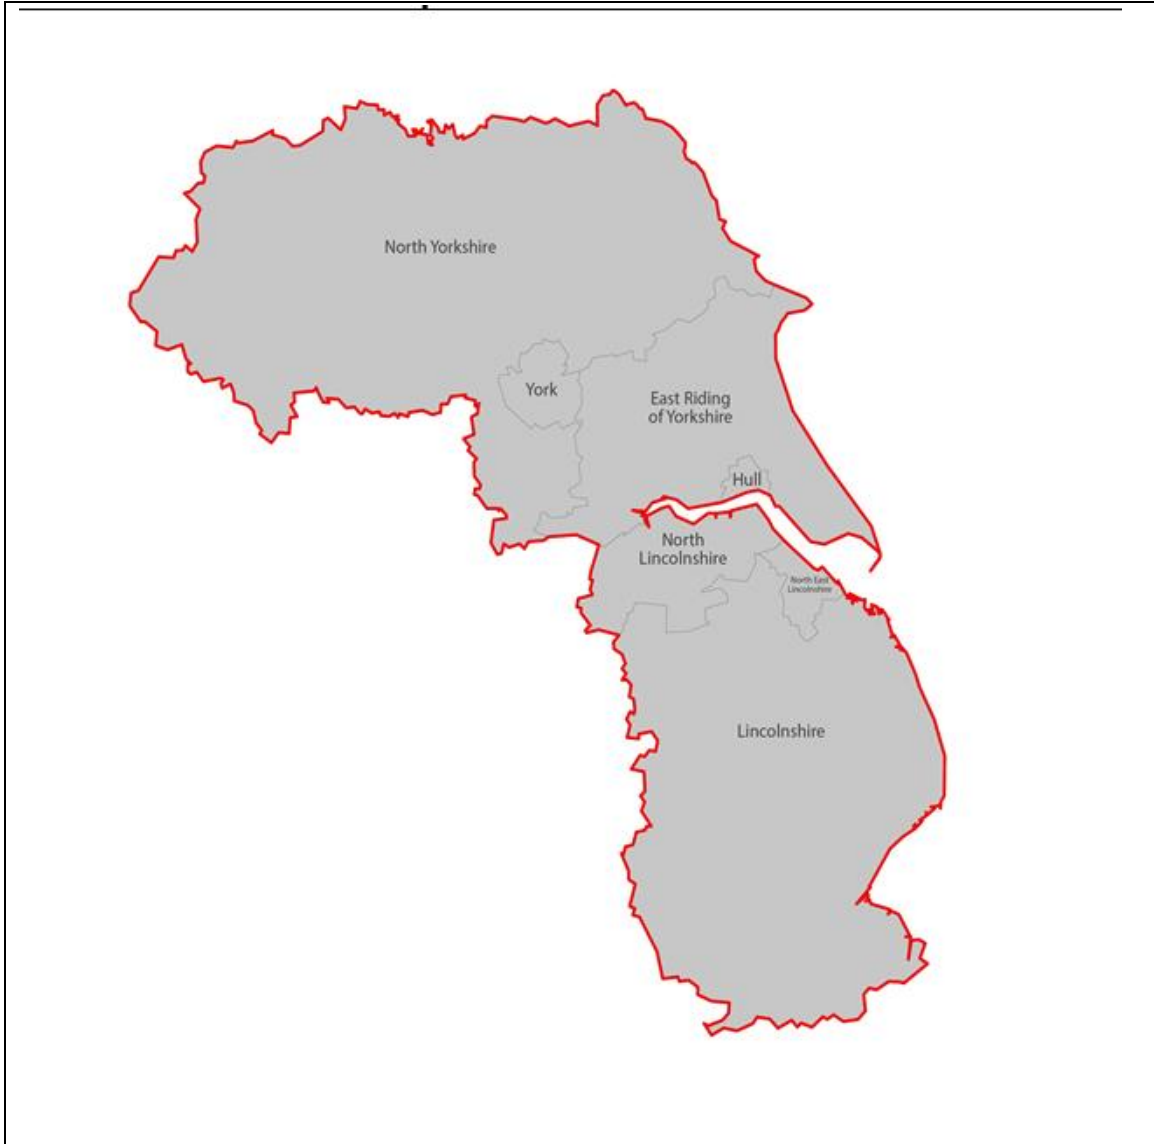 North Yorkshire
York
East Riding
of Yorkshire
Hull
North
Lincolnshire
North East
Lincolnshire
Lincolnshire